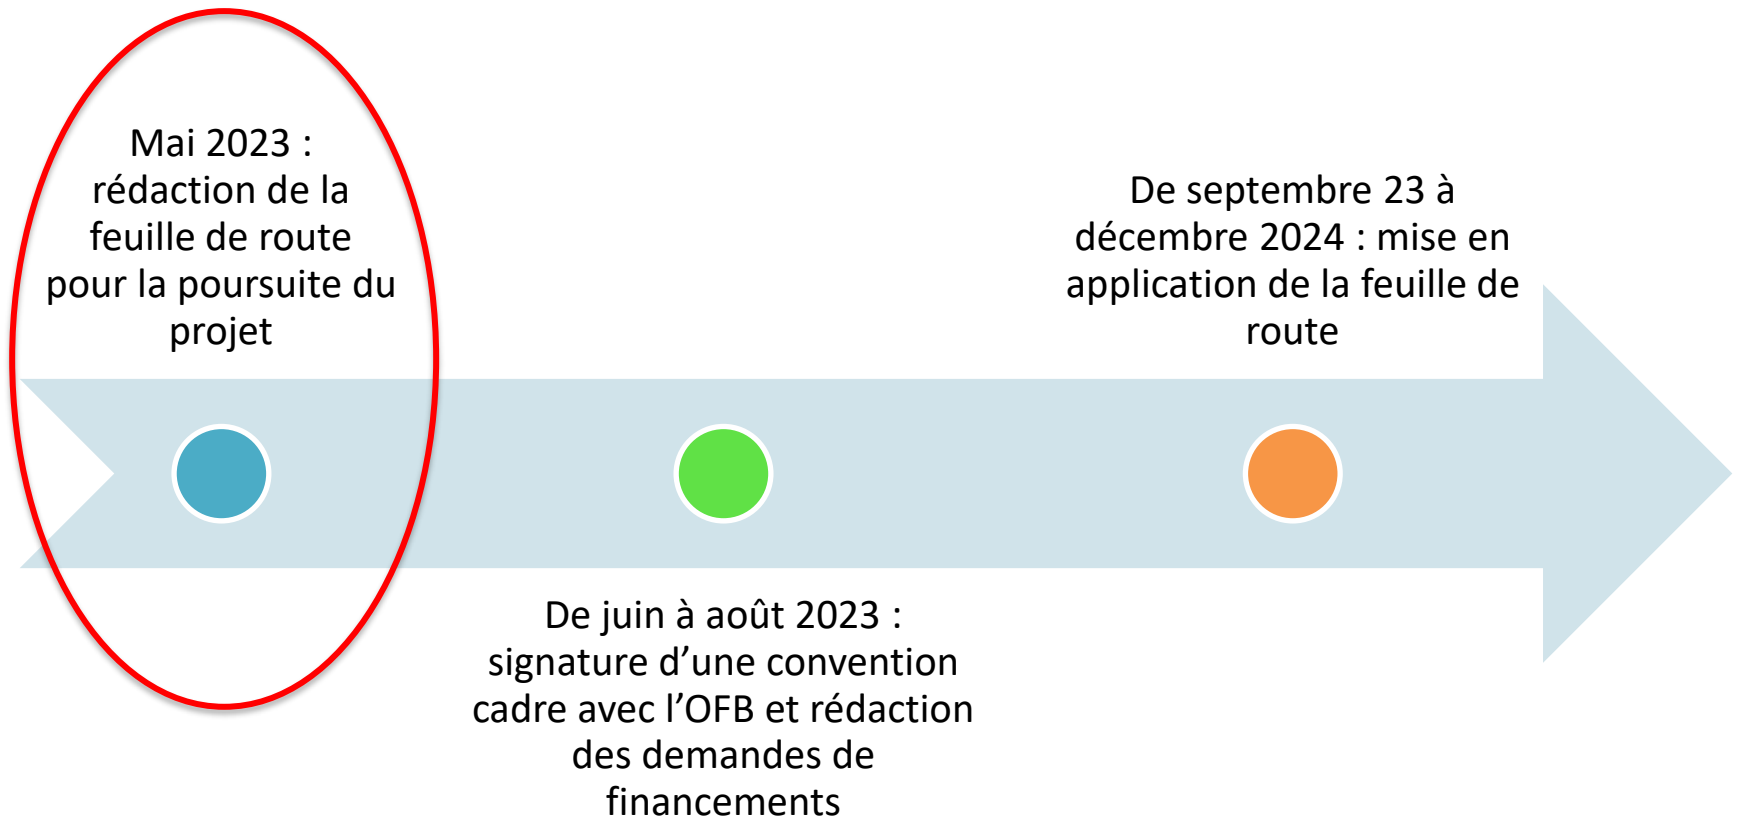 Mai 2023 :
rédaction de la
feuille de route
pour la poursuite du
projet
De juin à août 2023 :
signature d’une convention
cadre avec l’OFB et rédaction
des demandes de
financements
De septembre 23 à
décembre 2024 : mise en
application de la feuille de
route